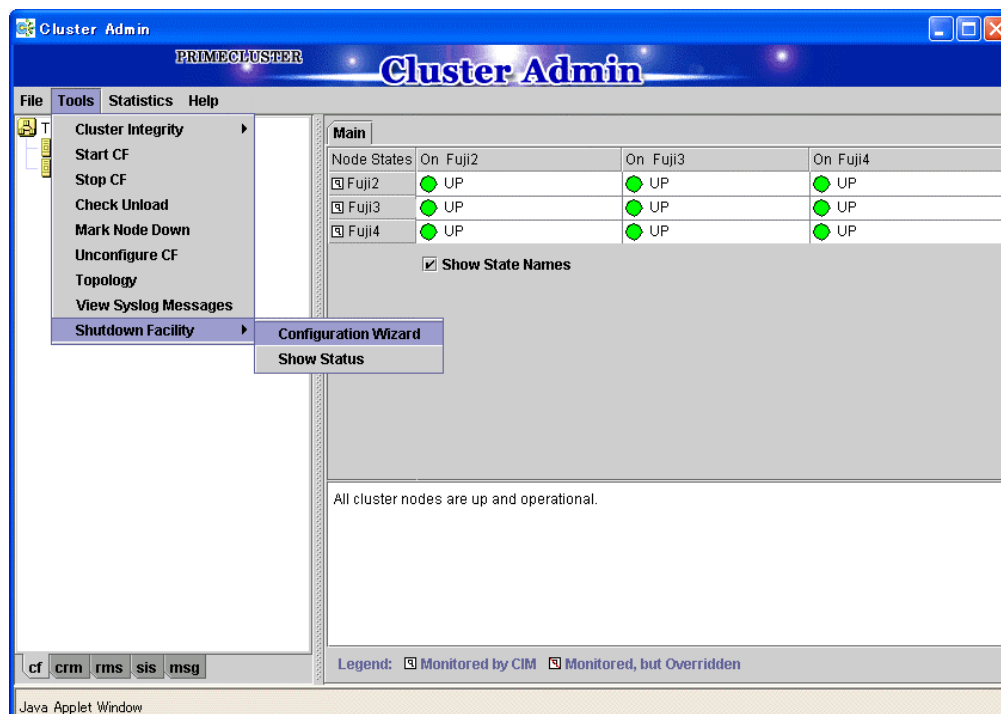 Cluster Admin
PRIMECLUSTER
Cluster Admin
File Tools Statistics Help
T
Cluster Integrity
Start CF
Stop CF
Check Unload
Mark Node Down
Unconfigure CF
Topology
View Syslog Messages
Shutdown Facility
Configuration Wizard
Show Status
Main
Node States On Fuji2 On Fuji3 On Fuji4
Fuji2 UP UP UP
Fuji3 UP UP UP
Fuji4 UP UP UP
Show State Names
All cluster nodes are up and operational.
Legend: Monitored by CIM Monitored, but Overridden
cf crm rms sis msg
Java Applet Window